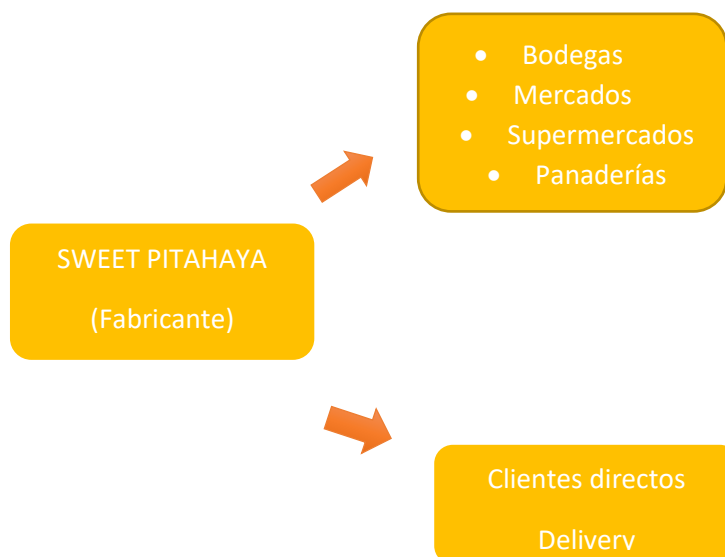 • Bodegas
• Mercados
• Supermercados
• Panaderías
SWEET PITAHAYA
(Fabricante)
Clientes directos
Delivery